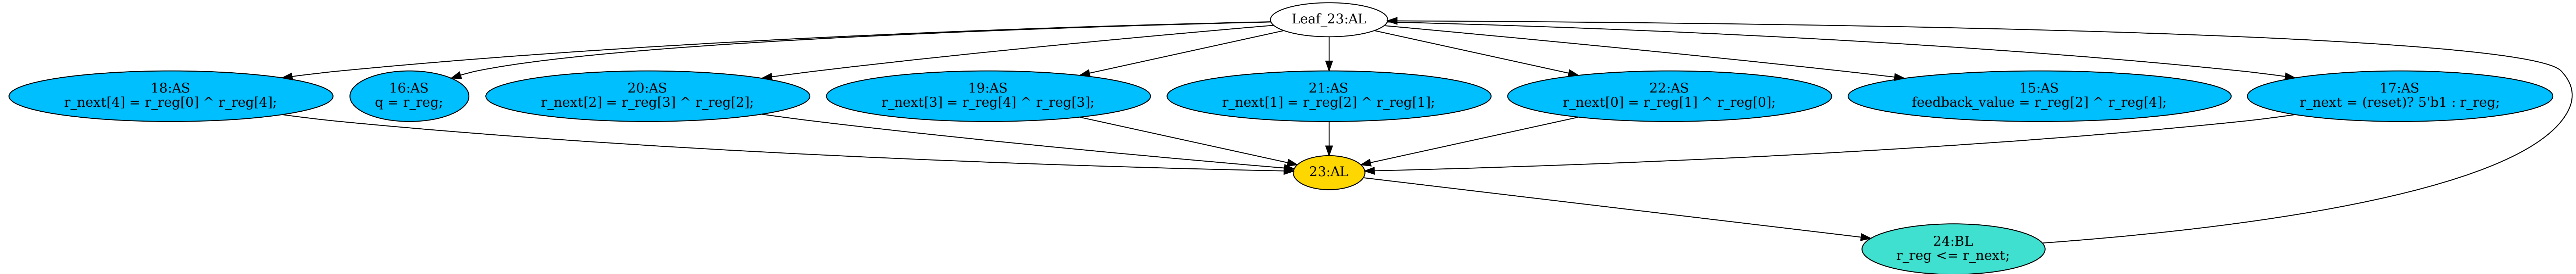 Leaf_23:AL
18:AS
r_next[4] = r_reg[0] ^ r_reg[4];
16:AS
q = r_reg;
20:AS
r_next[2] = r_reg[3] ^ r_reg[2];
19:AS
r_next[3] = r_reg[4] ^ r_reg[3];
21:AS
r_next[1] = r_reg[2] ^ r_reg[1];
22:AS
r_next[0] = r_reg[1] ^ r_reg[0];
15:AS
feedback_value = r_reg[2] ^ r_reg[4];
17:AS
r_next = (reset)? 5'b1 : r_reg;
23:AL
24:BL
r_reg <= r_next;